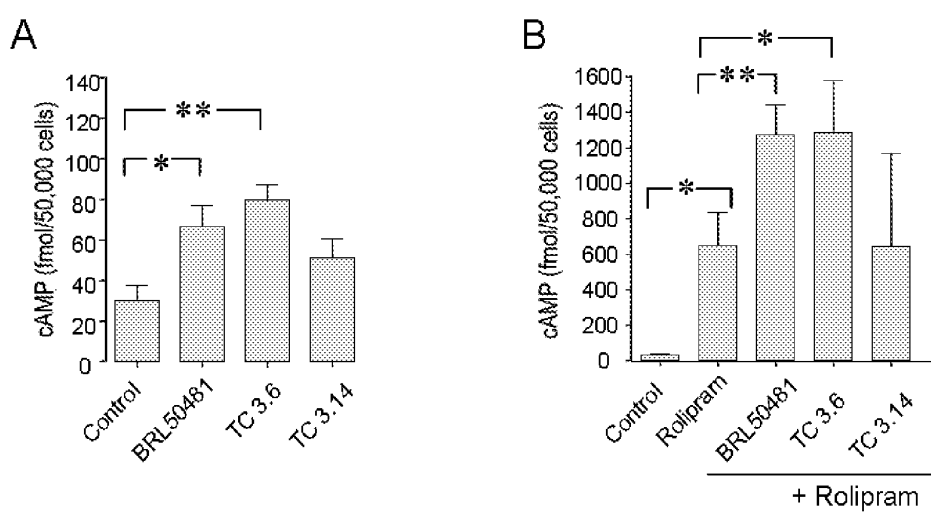 A
B
cAMP (fmol/50,000 cells)
140
120
100
80
60
40
20
0
**
*
Control
BRL50481
TC 3.6
TC 3.14
cAMP (fmol/50,000 cells)
1600
1400
1200
1000
800
600
400
200
0
*
**
*
Control
Rolipram
BRL50481
TC 3.6
TC 3.14
+ Rolipram